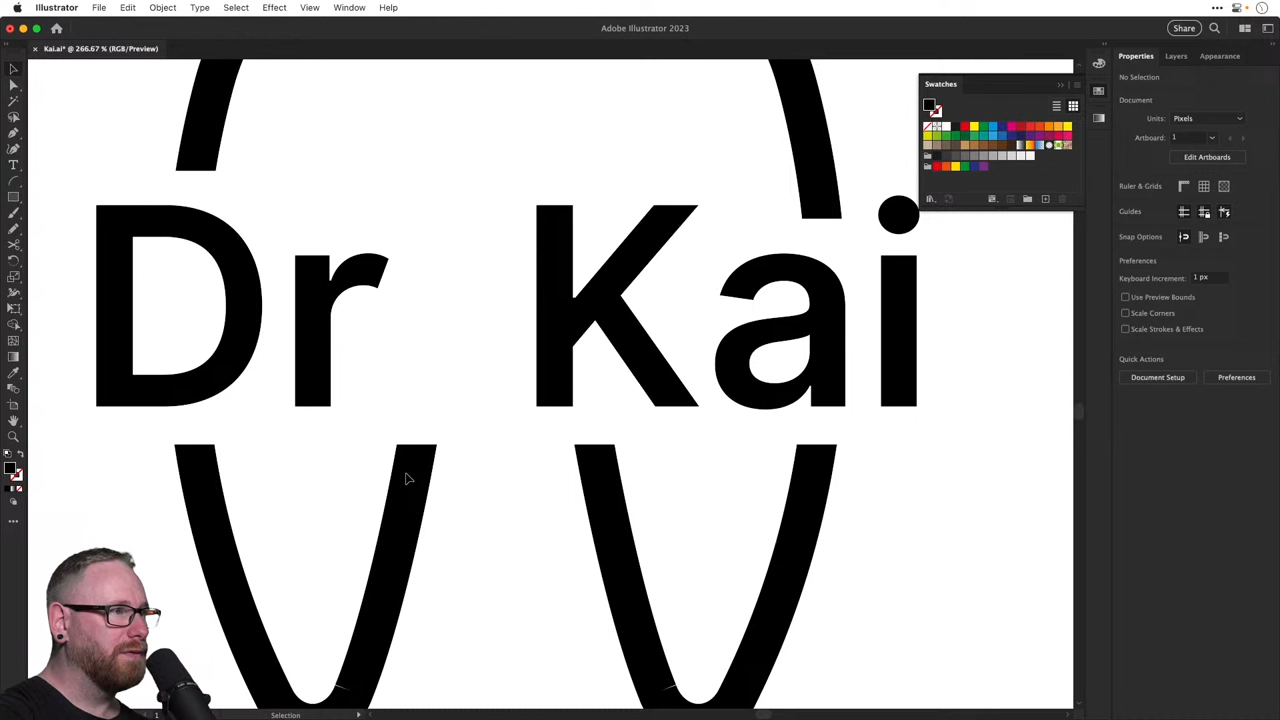 Illustrator File Edit Object Type Select Effect View Window Help
Adobe Illustrator 2023
Share
× Kai.ai* @ 266.67 % (RGB/Preview)
Properties Layers Appearance
No Selection
Document
Units: Pixels
Artboard: 1
Edit Artboards
Ruler & Grids
Guides
Snap Options
Preferences
Keyboard Increment: 1 px
Use Preview Bounds
Scale Corners
Scale Strokes & Effects
Quick Actions
Document Setup Preferences
Swatches
Dr Kai
1 Selection